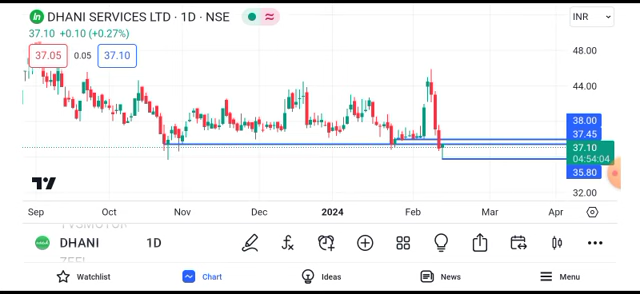 DHANI SERVICES LTD · 1D · NSE
INR
37.10 +0.10 (+0.27%)
37.05 0.05 37.10
48.00
44.00
38.00
37.45
37.10
04:54:04
35.80
32.00
Sep Oct Nov Dec 2024 Feb Mar Apr
DHANI 1D
Watchlist Chart Ideas News Menu